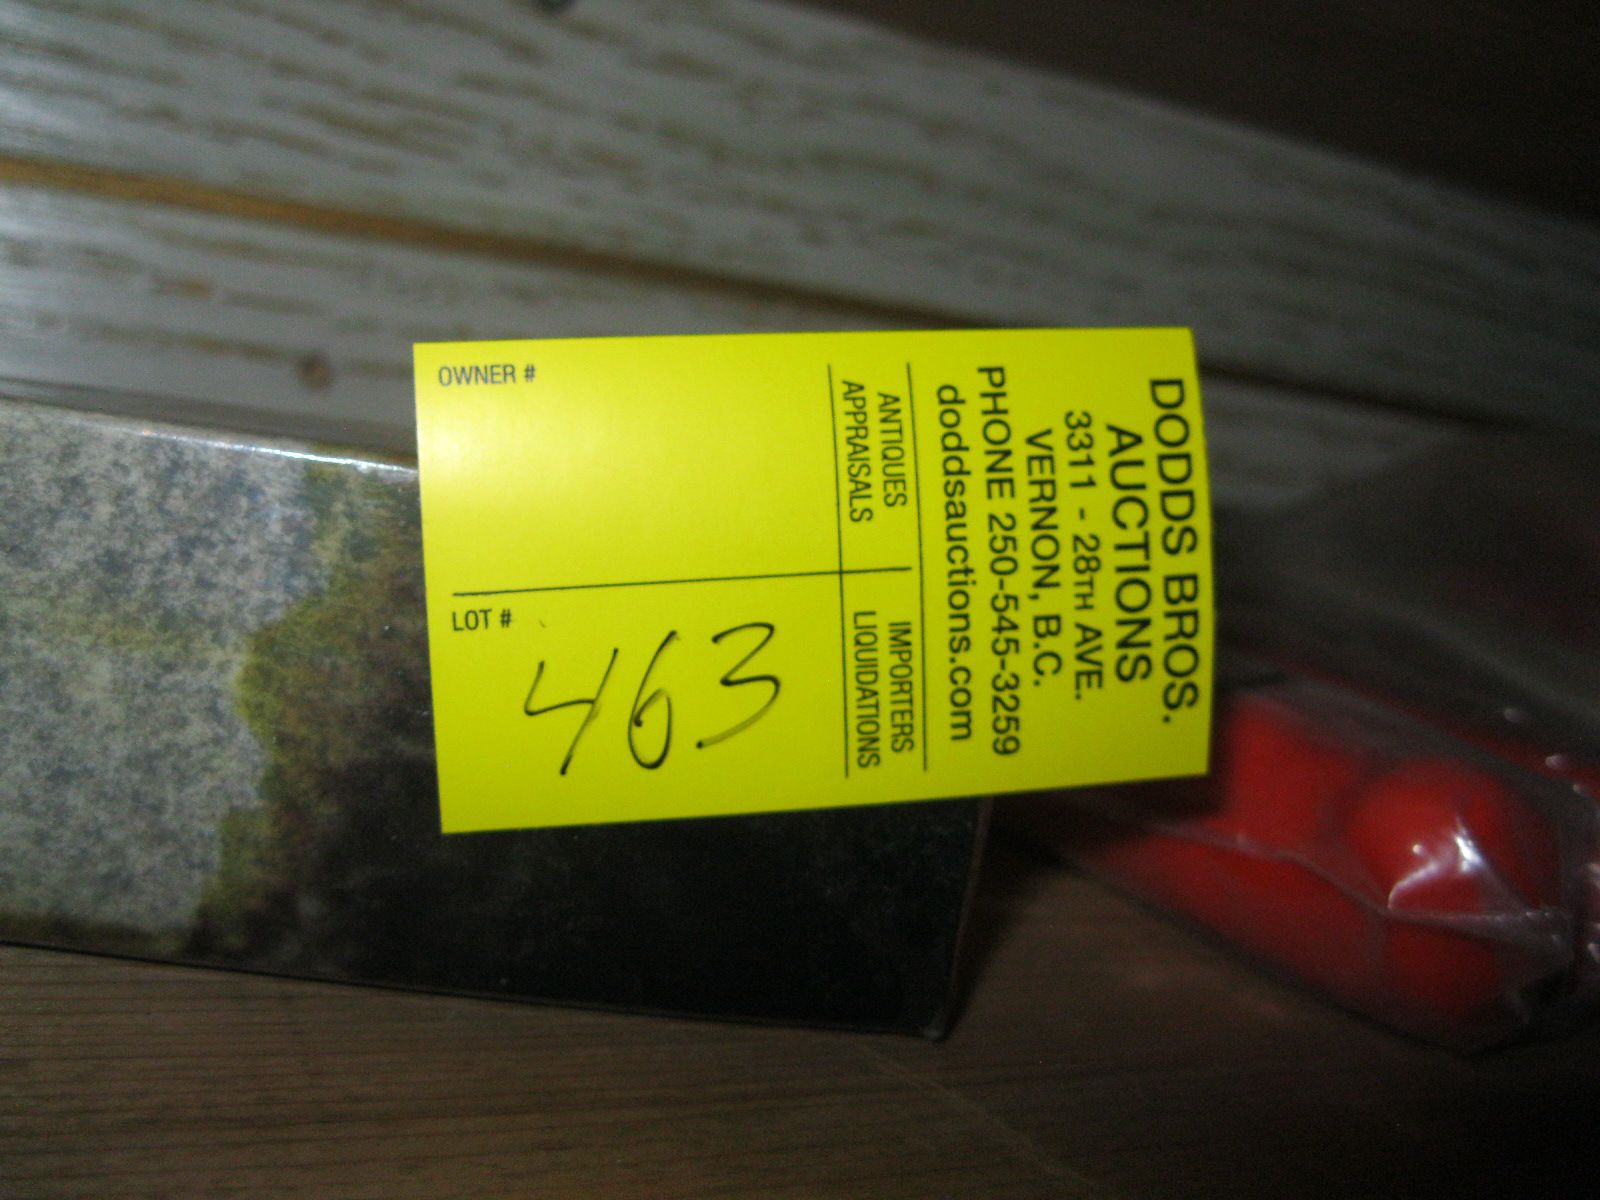 DODDS BROS.
AUCTIONS
3311 - 28TH AVE.
VERNON, B.C.
PHONE 250-545-3259
doddsauctions.com
ANTIQUES
APPRAISALS
IMPORTERS
LIQUIDATIONS
OWNER #
LOT #
463